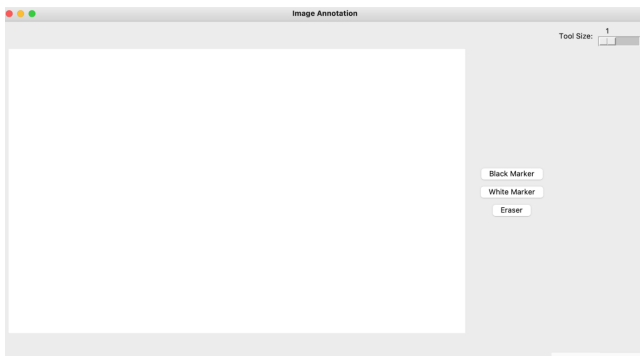 Image Annotation
1
Tool Size:
Black Marker
White Marker
Eraser